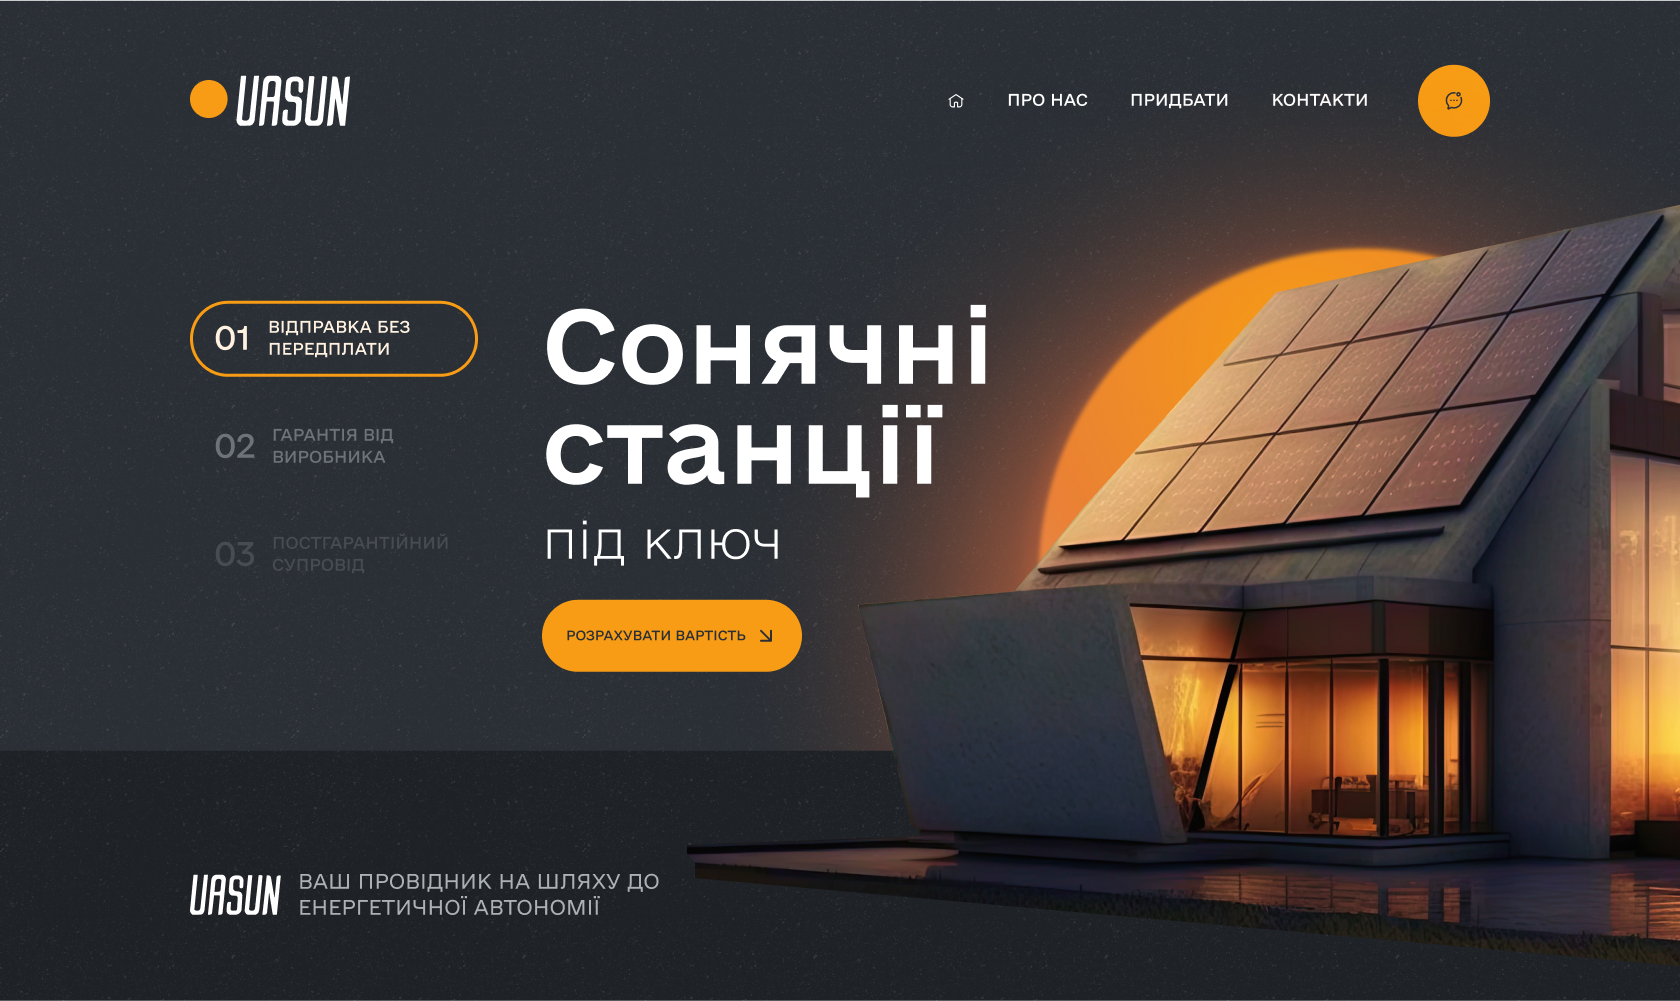 UASUN
ПРО НАС
ПРИДБАТИ
КОНТАКТИ
01
ВІДПРАВКА БЕЗ
ПЕРЕДПЛАТИ
02
ГАРАНТІЯ ВІД
ВИРОБНИКА
03
ПОСТГАРАНТІЙНИЙ
СУПРОВІД
Сонячні
станції
під ключ
РОЗРАХУВАТИ ВАРТІСТЬ
UASUN
ВАШ ПРОВІДНИК НА ШЛЯХУ ДО
ЕНЕРГЕТИЧНОЇ АВТОНОМІЇ